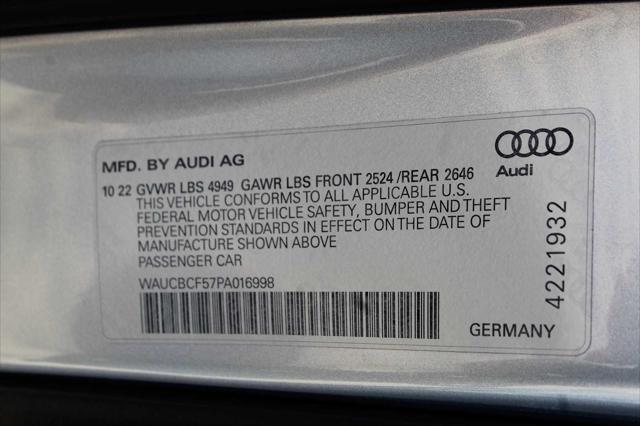 MFD. BY AUDI AG
Audi
10 22 GVWR LBS 4949 GAWR LBS FRONT 2524 /REAR 2646
THIS VEHICLE CONFORMS TO ALL APPLICABLE U.S.
FEDERAL MOTOR VEHICLE SAFETY, BUMPER AND THEFT
PREVENTION STANDARDS IN EFFECT ON THE DATE OF
MANUFACTURE SHOWN ABOVE
PASSENGER CAR
WAUCBCF57PA016998
4221932
GERMANY